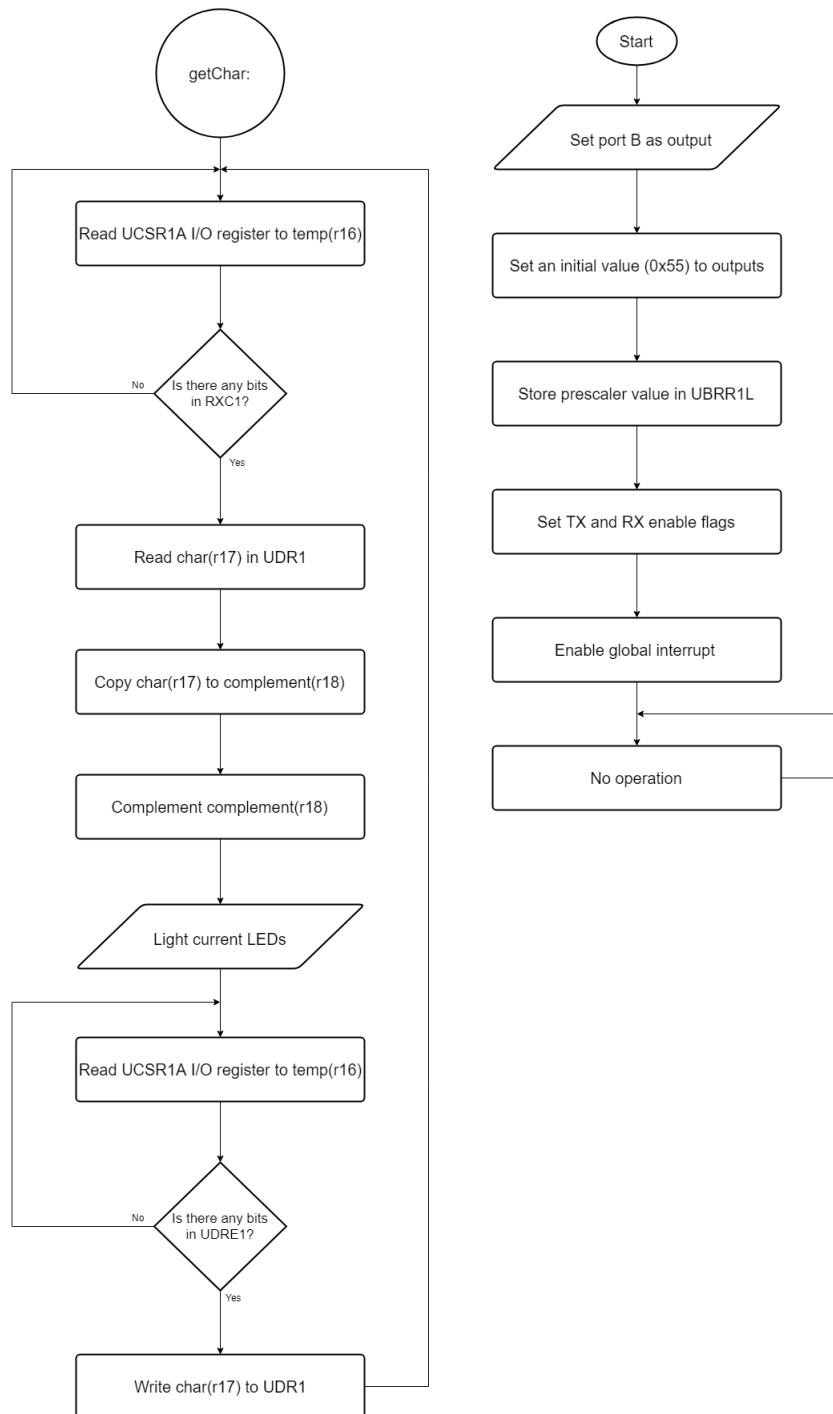 getChar:
Read UCSR1A I/O register to temp(r16)
Is there any bits
in RXC1?
No
Yes
Read char(r17) in UDR1
Copy char(r17) to complement(r18)
Complement complement(r18)
Light current LEDs
Read UCSR1A I/O register to temp(r16)
Is there any bits
in UDRE1?
No
Yes
Write char(r17) to UDR1
Start
Set port B as output
Set an initial value (0x55) to outputs
Store prescaler value in UBRR1L
Set TX and RX enable flags
Enable global interrupt
No operation